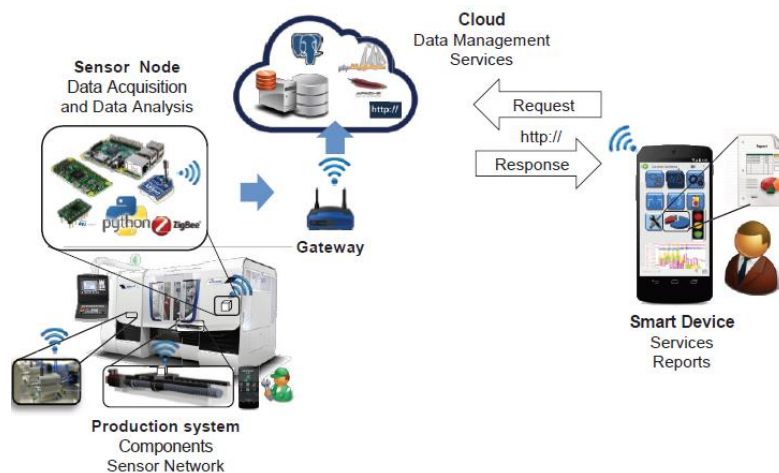 Cloud
Data Management
Services
Sensor Node
Data Acquisition
and Data Analysis
http://
Request
http://
Response
python
ZigBee
Gateway
Smart Device
Services
Reports
Production system
Components
Sensor Network